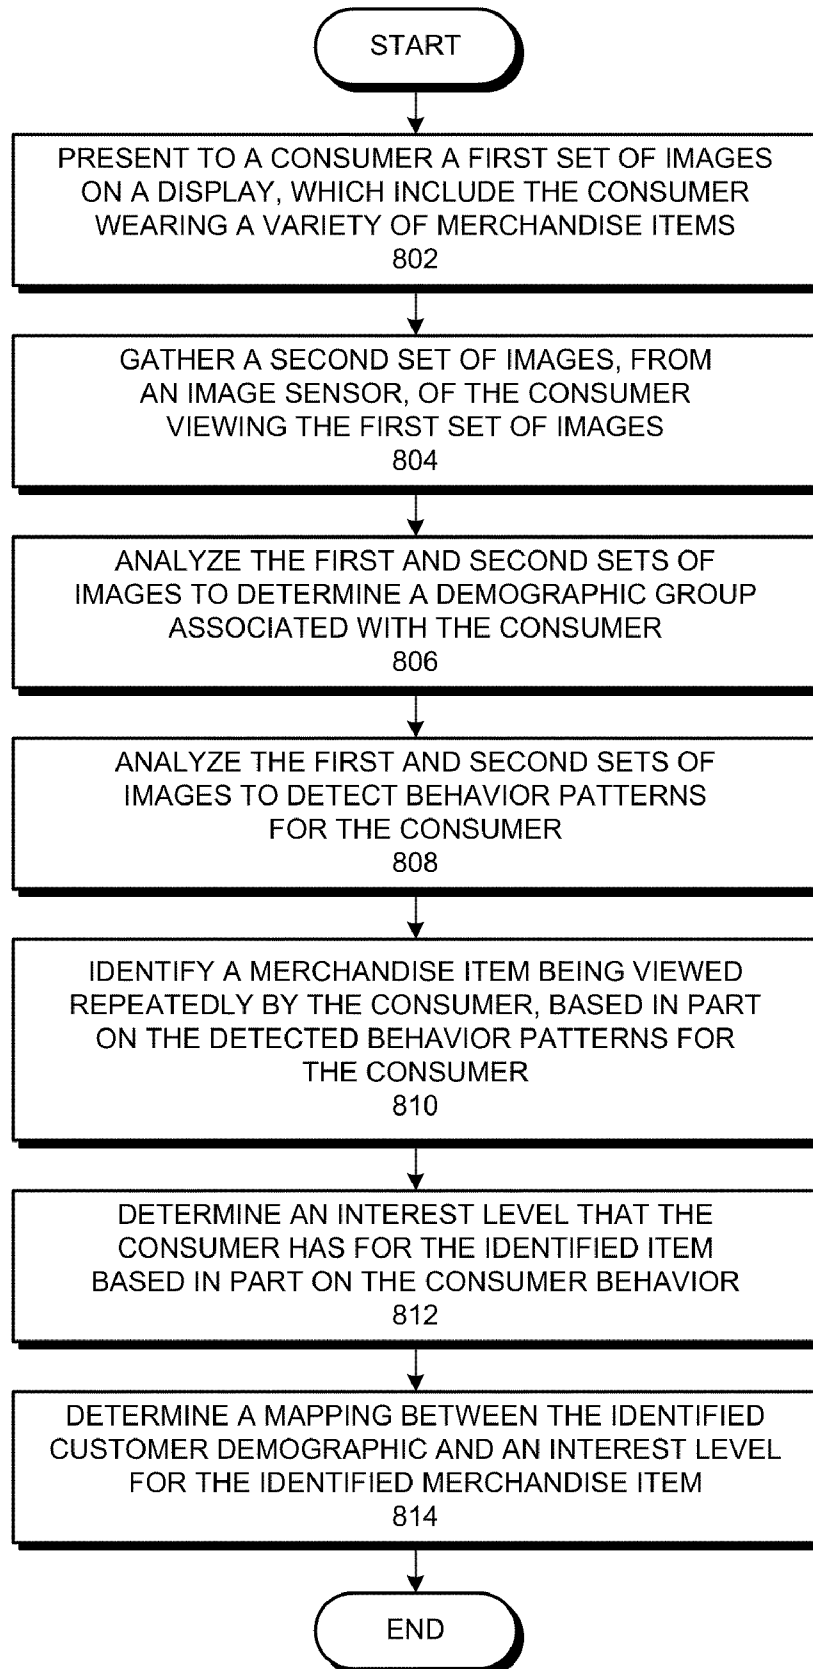 START
PRESENT TO A CONSUMER A FIRST SET OF IMAGES
ON A DISPLAY, WHICH INCLUDE THE CONSUMER
WEARING A VARIETY OF MERCHANDISE ITEMS
802
GATHER A SECOND SET OF IMAGES, FROM
AN IMAGE SENSOR, OF THE CONSUMER
VIEWING THE FIRST SET OF IMAGES
804
ANALYZE THE FIRST AND SECOND SETS OF
IMAGES TO DETERMINE A DEMOGRAPHIC GROUP
ASSOCIATED WITH THE CONSUMER
806
ANALYZE THE FIRST AND SECOND SETS OF
IMAGES TO DETECT BEHAVIOR PATTERNS
FOR THE CONSUMER
808
IDENTIFY A MERCHANDISE ITEM BEING VIEWED
REPEATEDLY BY THE CONSUMER, BASED IN PART
ON THE DETECTED BEHAVIOR PATTERNS FOR
THE CONSUMER
810
DETERMINE AN INTEREST LEVEL THAT THE
CONSUMER HAS FOR THE IDENTIFIED ITEM
BASED IN PART ON THE CONSUMER BEHAVIOR
812
DETERMINE A MAPPING BETWEEN THE IDENTIFIED
CUSTOMER DEMOGRAPHIC AND AN INTEREST LEVEL
FOR THE IDENTIFIED MERCHANDISE ITEM
814
END